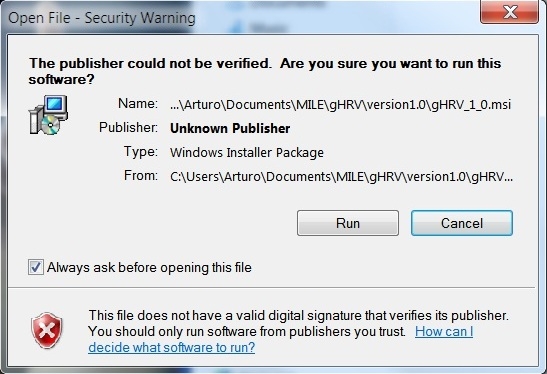 Open File - Security Warning
The publisher could not be verified. Are you sure you want to run this
software?
Name: ...\Arturo\Documents\MILE\gHRV\version1.0\gHRV_1_0.msi
Publisher: Unknown Publisher
Type: Windows Installer Package
From: C:\Users\Arturo\Documents\MILE\gHRV\version1.0\gHRV...
Run Cancel
Always ask before opening this file
This file does not have a valid digital signature that verifies its publisher.
You should only run software from publishers you trust. How can I
decide what software to run?